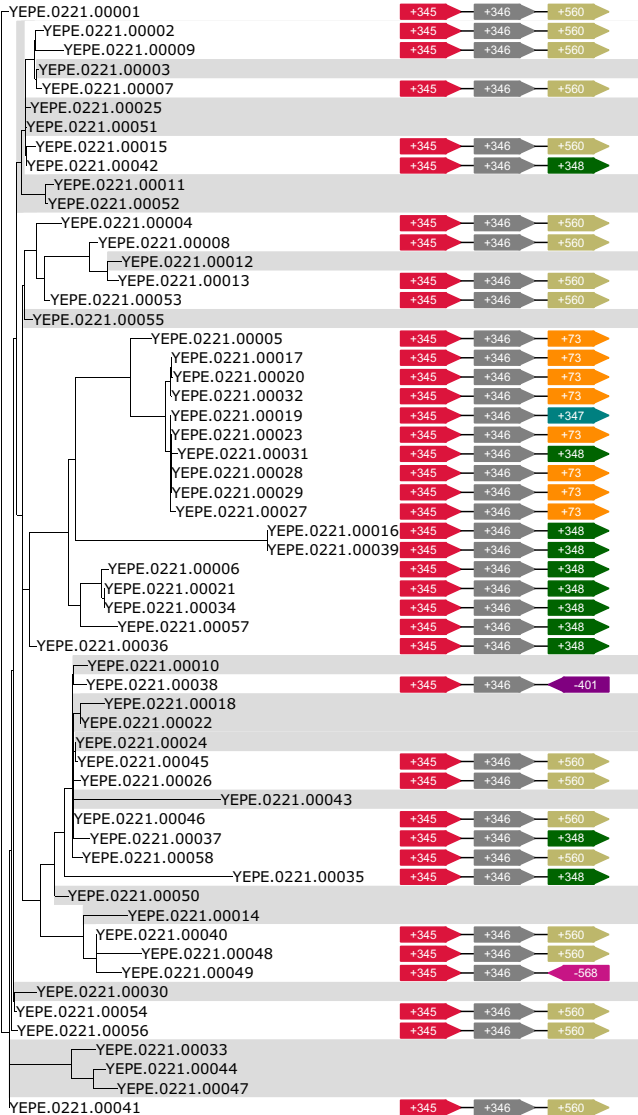 YEPE.0221.00001 +345 +346 +560
YEPE.0221.00002 +345 +346 +560
YEPE.0221.00009 +345 +346 +560
YEPE.0221.00003
YEPE.0221.00007 +345 +346 +560
YEPE.0221.00025
YEPE.0221.00051
YEPE.0221.00015 +345 +346 +560
YEPE.0221.00042 +345 +346 +348
YEPE.0221.00011
YEPE.0221.00052
YEPE.0221.00004 +345 +346 +560
YEPE.0221.00008 +345 +346 +560
YEPE.0221.00012
YEPE.0221.00013 +345 +346 +560
YEPE.0221.00053 +345 +346 +560
YEPE.0221.00055
YEPE.0221.00005 +345 +346 +73
YEPE.0221.00017 +345 +346 +73
YEPE.0221.00020 +345 +346 +73
YEPE.0221.00032 +345 +346 +73
YEPE.0221.00019 +345 +346 +347
YEPE.0221.00023 +345 +346 +73
YEPE.0221.00031 +345 +346 +348
YEPE.0221.00028 +345 +346 +73
YEPE.0221.00029 +345 +346 +73
YEPE.0221.00027 +345 +346 +73
YEPE.0221.00016 +345 +346 +348
YEPE.0221.00039 +345 +346 +348
YEPE.0221.00006 +345 +346 +348
YEPE.0221.00021 +345 +346 +348
YEPE.0221.00034 +345 +346 +348
YEPE.0221.00057 +345 +346 +348
YEPE.0221.00036 +345 +346 +348
YEPE.0221.00010
YEPE.0221.00038 +345 +346 -401
YEPE.0221.00018
YEPE.0221.00022
YEPE.0221.00024
YEPE.0221.00045 +345 +346 +560
YEPE.0221.00026 +345 +346 +560
YEPE.0221.00043
YEPE.0221.00046 +345 +346 +560
YEPE.0221.00037 +345 +346 +348
YEPE.0221.00058 +345 +346 +560
YEPE.0221.00035 +345 +346 +348
YEPE.0221.00050
YEPE.0221.00014
YEPE.0221.00040 +345 +346 +560
YEPE.0221.00048 +345 +346 +560
YEPE.0221.00049 +345 +346 -568
YEPE.0221.00030
YEPE.0221.00054 +345 +346 +560
YEPE.0221.00056 +345 +346 +560
YEPE.0221.00033
YEPE.0221.00044
YEPE.0221.00047
YEPE.0221.00041 +345 +346 +560